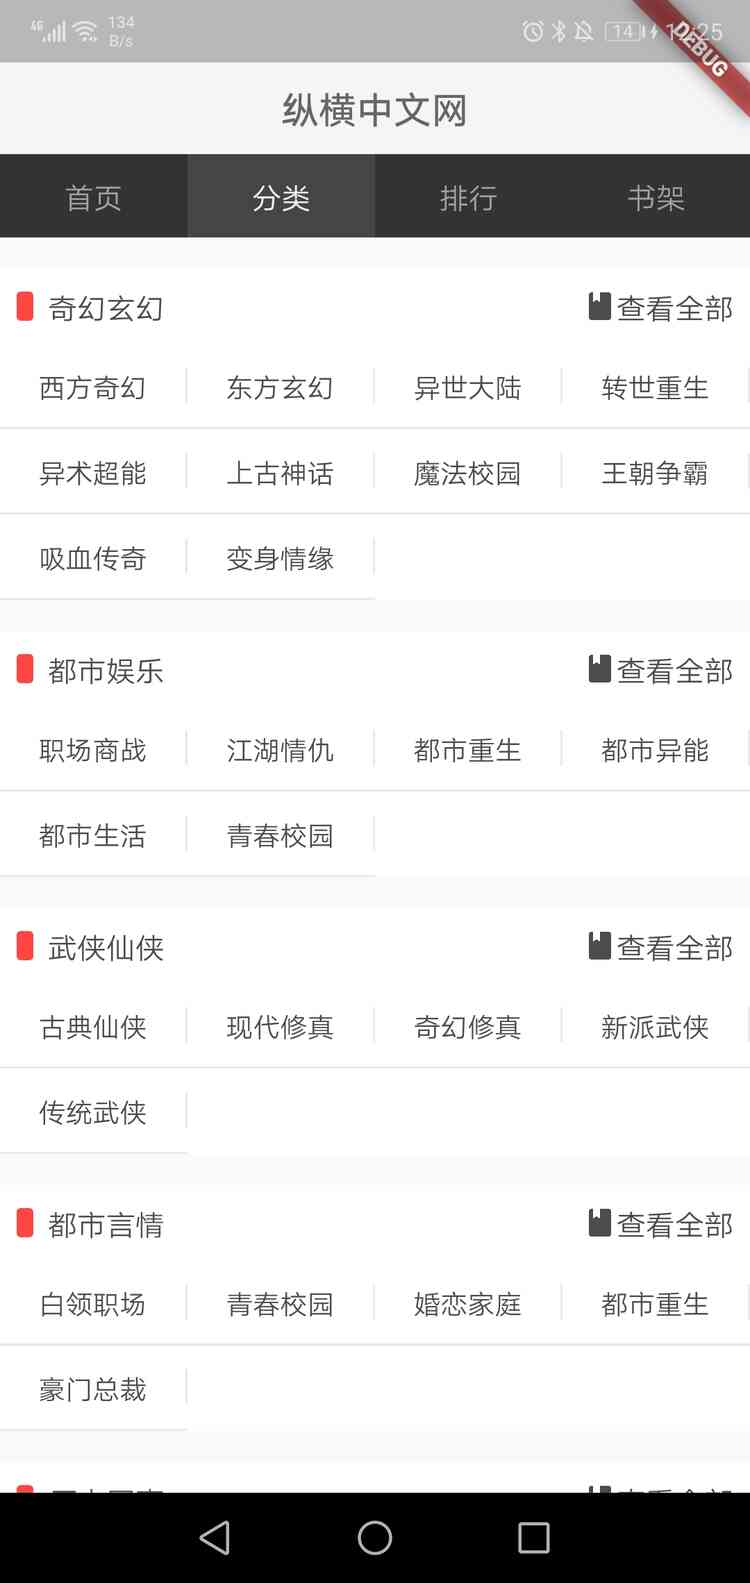 4G 134 B/s 14 DEBUG
纵横中文网
首页 分类 排行 书架
奇幻玄幻 查看全部
西方奇幻 东方玄幻 异世大陆 转世重生
异术超能 上古神话 魔法校园 王朝争霸
吸血传奇 变身情缘
都市娱乐 查看全部
职场商战 江湖情仇 都市重生 都市异能
都市生活 青春校园
武侠仙侠 查看全部
古典仙侠 现代修真 奇幻修真 新派武侠
传统武侠
都市言情 查看全部
白领职场 青春校园 婚恋家庭 都市重生
豪门总裁
查看全部